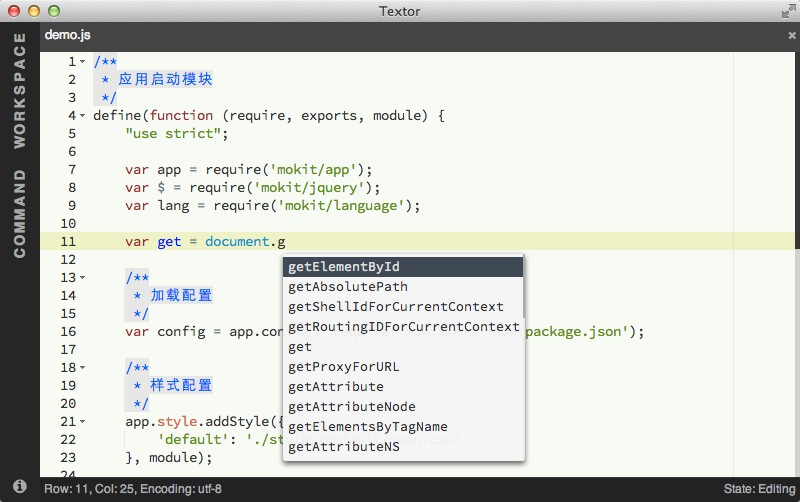 Textor
demo.js
WORKSPACE
COMMAND
1 /**
2 * 应用启动模块
3 */
4 define(function (require, exports, module) {
5 "use strict";
6
7 var app = require('mokit/app');
8 var $ = require('mokit/jquery');
9 var lang = require('mokit/language');
10
11 var get = document.g
getElementById
getAbsolutePath
getShellIdForCurrentContext
getRoutingIDForCurrentContext
get
getProxyForURL
getAttribute
getAttributeNode
getElementsByTagName
getAttributeNS
12
13 /**
14 * 加载配置
15 */
16 var config = app.con package.json');
17
18 /**
19 * 样式配置
20 */
21 app.style.addStyle({
22 'default': './st
23 }, module);
24
Row: 11, Col: 25, Encoding: utf-8
State: Editing